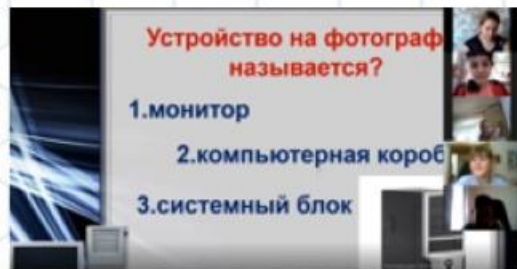 Устройство на фотограф
называется?
1.монитор
2.компьютерная короб
3.системный блок